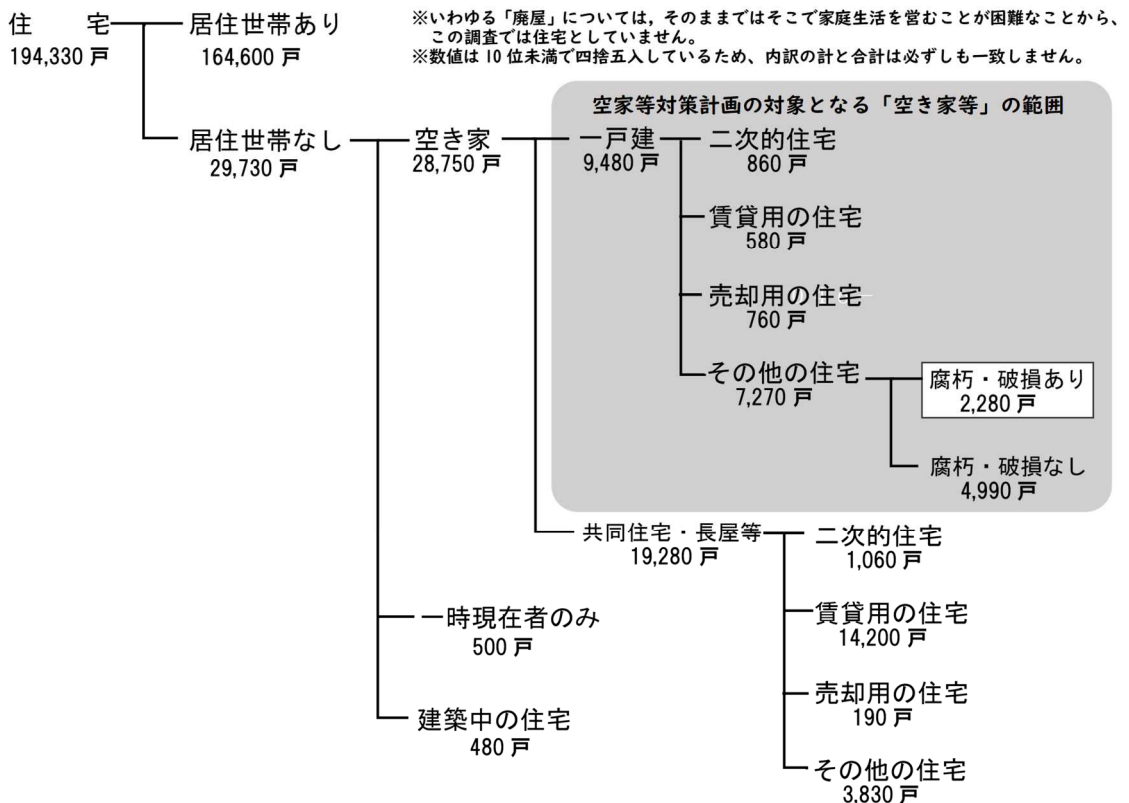 住 宅
194,330 戸
居住世帯あり
164,600 戸
※いわゆる「廃屋」については，そのままではそこで家庭生活を営むことが困難なことから、
この調査では住宅としていません。
※数値は 10 位未満で四捨五入しているため、内訳の計と合計は必ずしも一致しません。
空家等対策計画の対象となる「空き家等」の範囲
居住世帯なし
29,730 戸
空き家
28,750 戸
一戸建
9,480 戸
二次的住宅
860 戸
賃貸用の住宅
580 戸
売却用の住宅
760 戸
その他の住宅
7,270 戸
腐朽・破損あり
2,280 戸
腐朽・破損なし
4,990 戸
共同住宅・長屋等
19,280 戸
二次的住宅
1,060 戸
賃貸用の住宅
14,200 戸
売却用の住宅
190 戸
その他の住宅
3,830 戸
一時現在者のみ
500 戸
建築中の住宅
480 戸